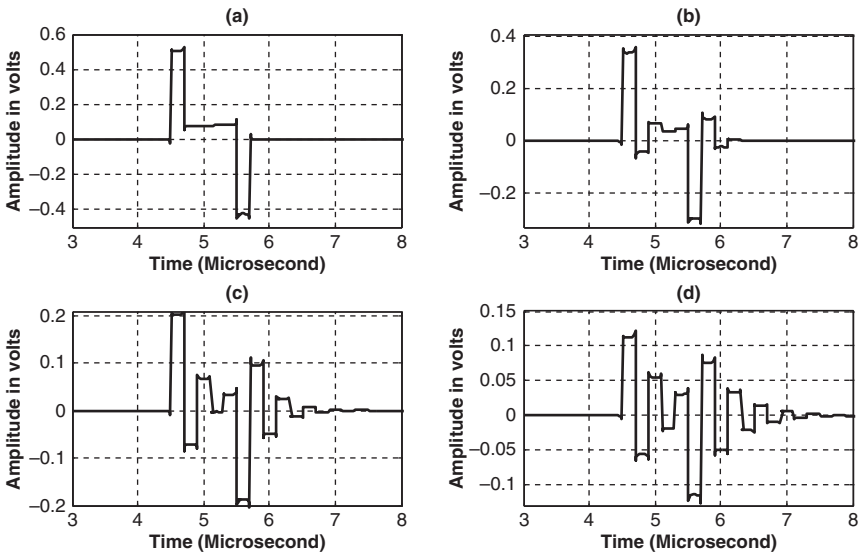 (a)
Amplitude in volts
0.6
0.4
0.2
0
−0.2
−0.4
3 4 5 6 7 8
Time (Microsecond)
(b)
Amplitude in volts
0.4
0.2
0
−0.2
3 4 5 6 7 8
Time (Microsecond)
(c)
Amplitude in volts
0.2
0.1
0
−0.1
−0.2
3 4 5 6 7 8
Time (Microsecond)
(d)
Amplitude in volts
0.15
0.1
0.05
0
−0.05
−0.1
3 4 5 6 7 8
Time (Microsecond)